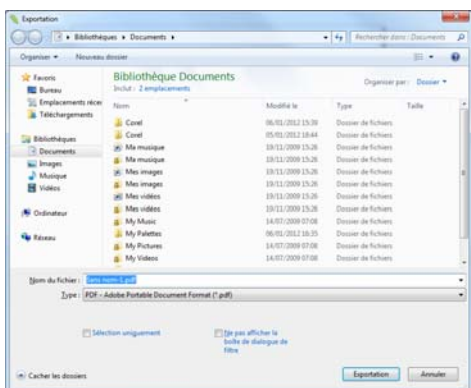 Exportation
Bibliothèques ▸ Documents ▸
Rechercher dans : Documents
Organiser ▾ Nouveau dossier
Favoris
Bureau
Emplacements récen
Téléchargements
Bibliothèques
Documents
Images
Musique
Vidéos
Ordinateur
Réseau
Bibliothèque Documents
Inclut : 2 emplacements
Organiser par : Dossier ▾
Nom Modifié le Type Taille
Corel 06/01/2012 15:39 Dossier de fichiers
Corel 05/01/2012 18:44 Dossier de fichiers
Ma musique 19/11/2009 15:26 Dossier de fichiers
Ma musique 19/11/2009 15:26 Dossier de fichiers
Mes images 19/11/2009 15:26 Dossier de fichiers
Mes images 19/11/2009 15:26 Dossier de fichiers
Mes vidéos 19/11/2009 15:26 Dossier de fichiers
Mes vidéos 19/11/2009 15:26 Dossier de fichiers
My Music 14/07/2009 07:08 Dossier de fichiers
My Palettes 06/01/2012 16:35 Dossier de fichiers
My Pictures 14/07/2009 07:08 Dossier de fichiers
My Videos 14/07/2009 07:08 Dossier de fichiers
Nom du fichier : Sans nom-1.pdf
Type : PDF - Adobe Portable Document Format (*.pdf)
Sélection uniquement
Ne pas afficher la
boîte de dialogue de
filtre
Cacher les dossiers
Exportation Annuler